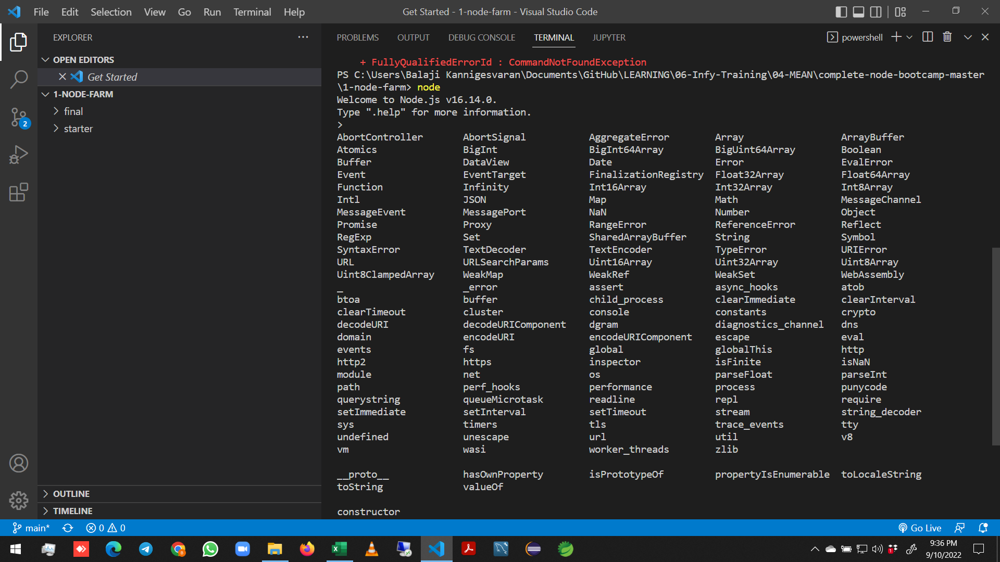 File Edit Selection View Go Run Terminal Help
Get Started - 1-node-farm - Visual Studio Code
EXPLORER
OPEN EDITORS
Get Started
1-NODE-FARM
final
starter
OUTLINE
TIMELINE
2
PROBLEMS OUTPUT DEBUG CONSOLE TERMINAL JUPYTER
powershell
+ FullyQualifiedErrorId : CommandNotFoundException
PS C:\Users\Balaji Kannigesvaran\Documents\GitHub\LEARNING\06-Infy-Training\04-MEAN\complete-node-bootcamp-master
\1-node-farm> node
Welcome to Node.js v16.14.0.
Type ".help" for more information.
>
AbortController AbortSignal AggregateError Array ArrayBuffer
Atomics BigInt BigInt64Array BigUint64Array Boolean
Buffer DataView Date Error EvalError
Event EventTarget FinalizationRegistry Float32Array Float64Array
Function Infinity Int16Array Int32Array Int8Array
Intl JSON Map Math MessageChannel
MessageEvent MessagePort NaN Number Object
Promise Proxy RangeError ReferenceError Reflect
RegExp Set SharedArrayBuffer String Symbol
SyntaxError TextDecoder TextEncoder TypeError URIError
URL URLSearchParams Uint16Array Uint32Array Uint8Array
Uint8ClampedArray WeakMap WeakRef WeakSet WebAssembly
_ _error assert async_hooks atob
btoa buffer child_process clearImmediate clearInterval
clearTimeout cluster console constants crypto
decodeURI decodeURIComponent dgram diagnostics_channel dns
domain encodeURI encodeURIComponent escape eval
events fs global globalThis http
http2 https inspector isFinite isNaN
module net os parseFloat parseInt
path perf_hooks performance process punycode
querystring queueMicrotask readline repl require
setImmediate setInterval setTimeout stream string_decoder
sys timers tls trace_events tty
undefined unescape url util v8
vm wasi worker_threads zlib
__proto__ hasOwnProperty isPrototypeOf propertyIsEnumerable toLocaleString
toString valueOf
constructor
main* 0 0 Go Live
9:36 PM
9/10/2022